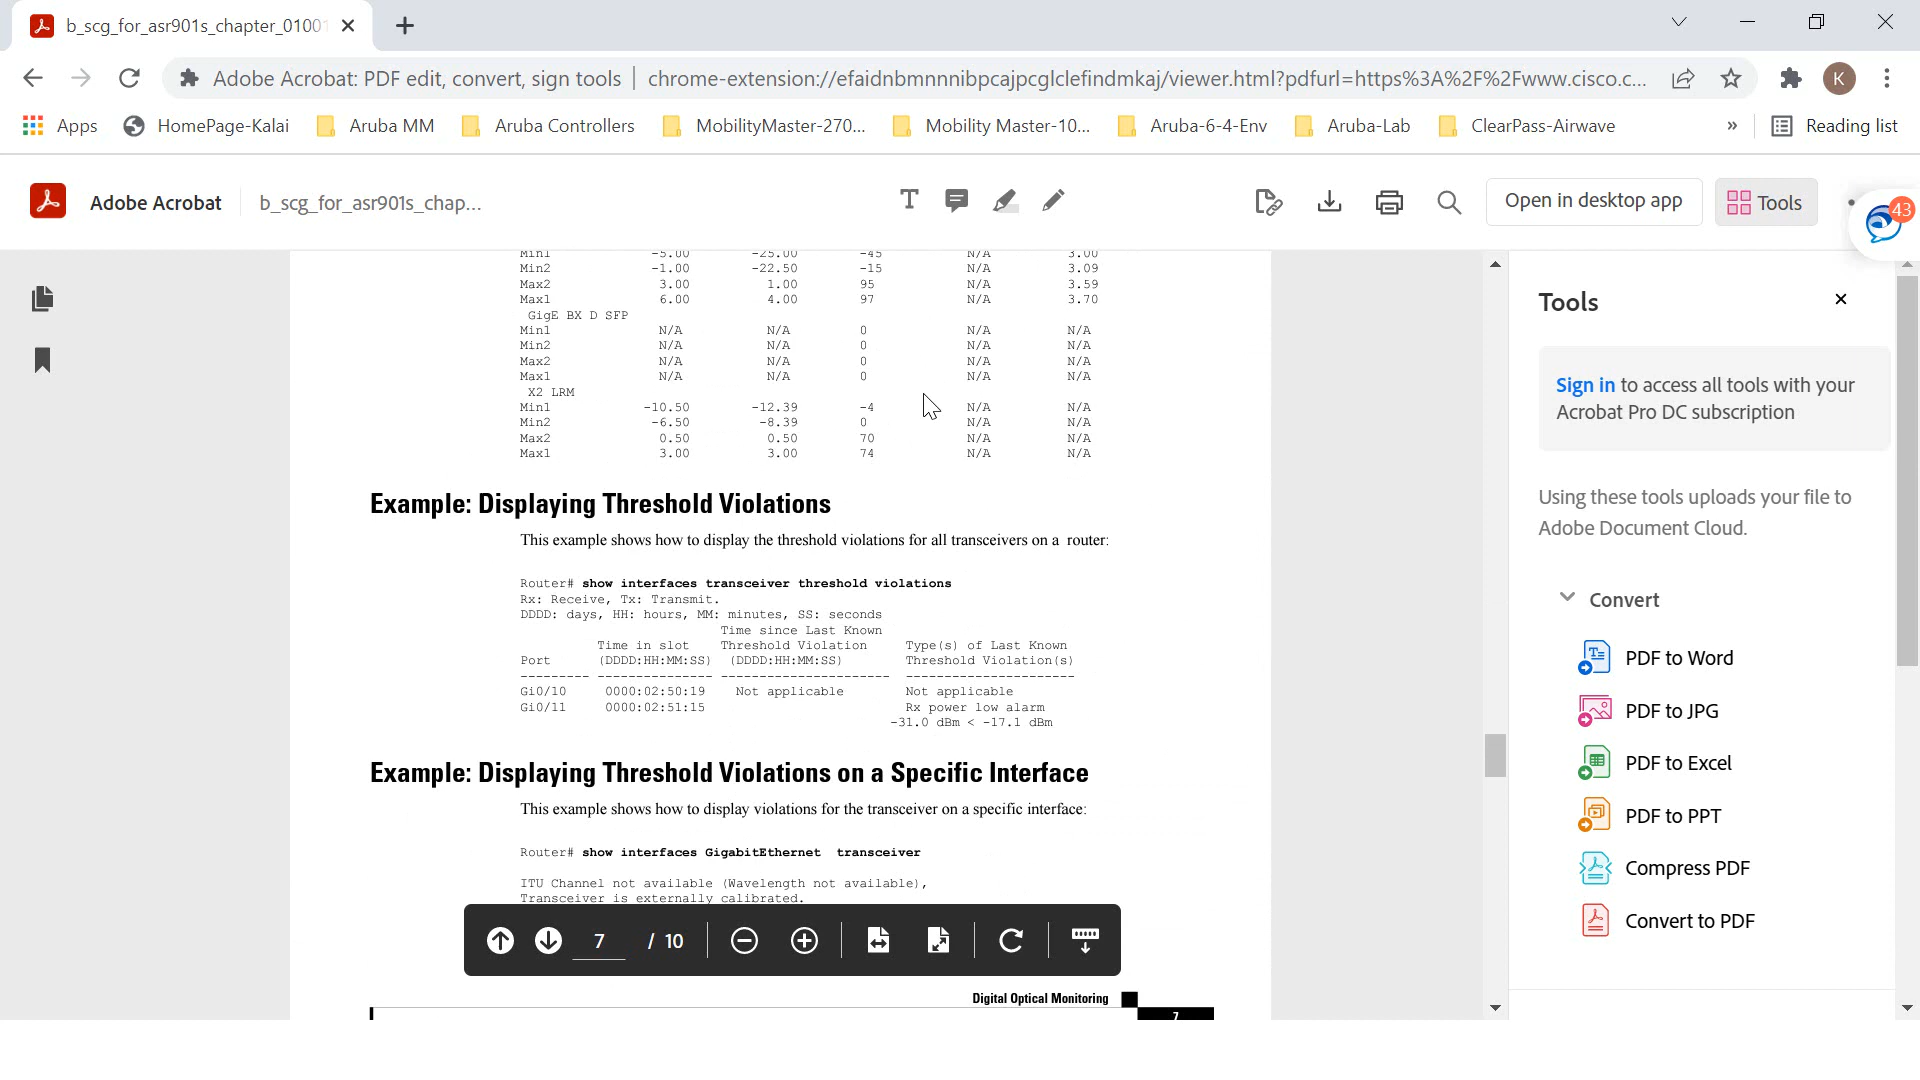 b_scg_for_asr901s_chapter_01001
Adobe Acrobat: PDF edit, convert, sign tools | chrome-extension://efaidnbmnnnibpcajpcglclefindmkaj/viewer.html?pdfurl=https%3A%2F%2Fwww.cisco.c...
K
Apps HomePage-Kalai Aruba MM Aruba Controllers MobilityMaster-270... Mobility Master-10... Aruba-6-4-Env Aruba-Lab ClearPass-Airwave » Reading list
Adobe Acrobat b_scg_for_asr901s_chap... Open in desktop app Tools 43
Min1 -5.00 -25.00 -45 N/A 3.00
Min2 -1.00 -22.50 -15 N/A 3.09
Max2 3.00 1.00 95 N/A 3.59
Max1 6.00 4.00 97 N/A 3.70
GigE BX D SFP
Min1 N/A N/A 0 N/A N/A
Min2 N/A N/A 0 N/A N/A
Max2 N/A N/A 0 N/A N/A
Max1 N/A N/A 0 N/A N/A
X2 LRM
Min1 -10.50 -12.39 -4 N/A N/A
Min2 -6.50 -8.39 0 N/A N/A
Max2 0.50 0.50 70 N/A N/A
Max1 3.00 3.00 74 N/A N/A
Example: Displaying Threshold Violations
This example shows how to display the threshold violations for all transceivers on a router:
Router# show interfaces transceiver threshold violations
Rx: Receive, Tx: Transmit.
DDDD: days, HH: hours, MM: minutes, SS: seconds
Time since Last Known
Time in slot Threshold Violation Type(s) of Last Known
Port (DDDD:HH:MM:SS) (DDDD:HH:MM:SS) Threshold Violation(s)
--------- --------------- ---------------------- ----------------------
Gi0/10 0000:02:50:19 Not applicable Not applicable
Gi0/11 0000:02:51:15 Rx power low alarm
-31.0 dBm < -17.1 dBm
Example: Displaying Threshold Violations on a Specific Interface
This example shows how to display violations for the transceiver on a specific interface:
Router# show interfaces GigabitEthernet transceiver
ITU Channel not available (Wavelength not available),
Transceiver is externally calibrated.
7 / 10
Digital Optical Monitoring
7
Tools
Sign in to access all tools with your
Acrobat Pro DC subscription
Using these tools uploads your file to
Adobe Document Cloud.
Convert
PDF to Word
PDF to JPG
PDF to Excel
PDF to PPT
Compress PDF
Convert to PDF